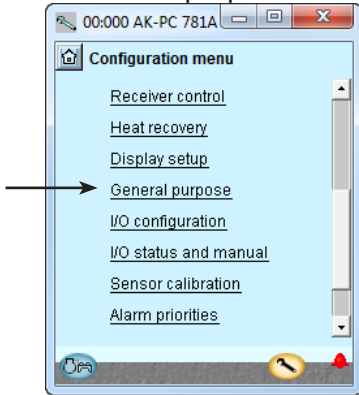 00:000 AK-PC 781A
Configuration menu
Receiver control
Heat recovery
Display setup
General purpose
I/O configuration
I/O status and manual
Sensor calibration
Alarm priorities